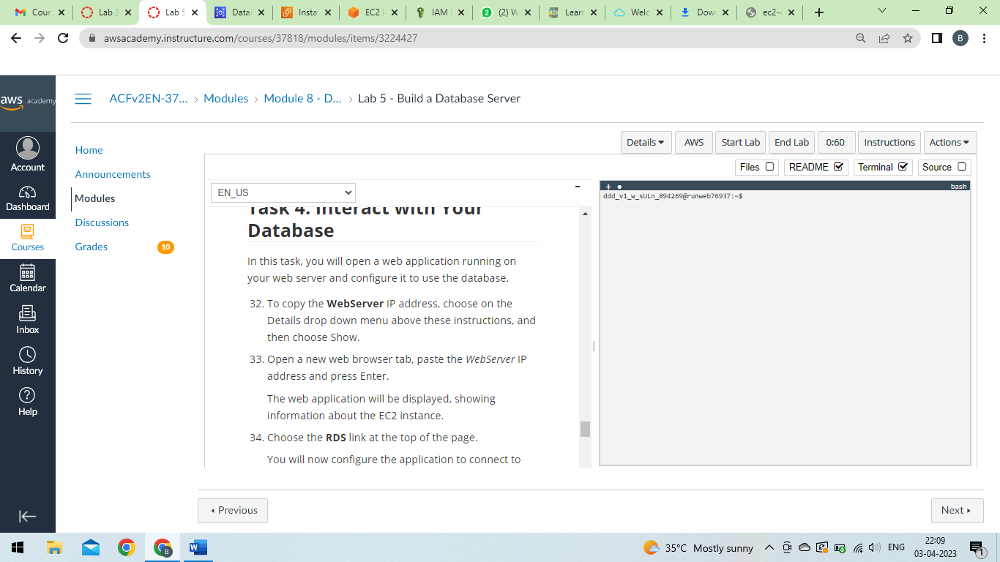 Cour
Lab 3
Lab 5
Datal
Insta
EC2 I
IAM
(2) W
Learr
Welc
Dow
ec2-
awsacademy.instructure.com/courses/37818/modules/items/3224427
B
aws academy
ACFv2EN-37... > Modules > Module 8 - D... > Lab 5 - Build a Database Server
Account
Dashboard
Courses
Calendar
Inbox
History
Help
Home
Announcements
Modules
Discussions
Grades 10
Details AWS Start Lab End Lab 0:60 Instructions Actions
Files README Terminal Source
EN_US
-
Task 4: Interact with Your
Database
In this task, you will open a web application running on
your web server and configure it to use the database.
32. To copy the WebServer IP address, choose on the
Details drop down menu above these instructions, and
then choose Show.
33. Open a new web browser tab, paste the WebServer IP
address and press Enter.
The web application will be displayed, showing
information about the EC2 instance.
34. Choose the RDS link at the top of the page.
You will now configure the application to connect to
bash
ddd_v1_w_sULn_894269@runweb76937:~$
Previous
Next
35°C Mostly sunny
ENG
22:09
03-04-2023
1